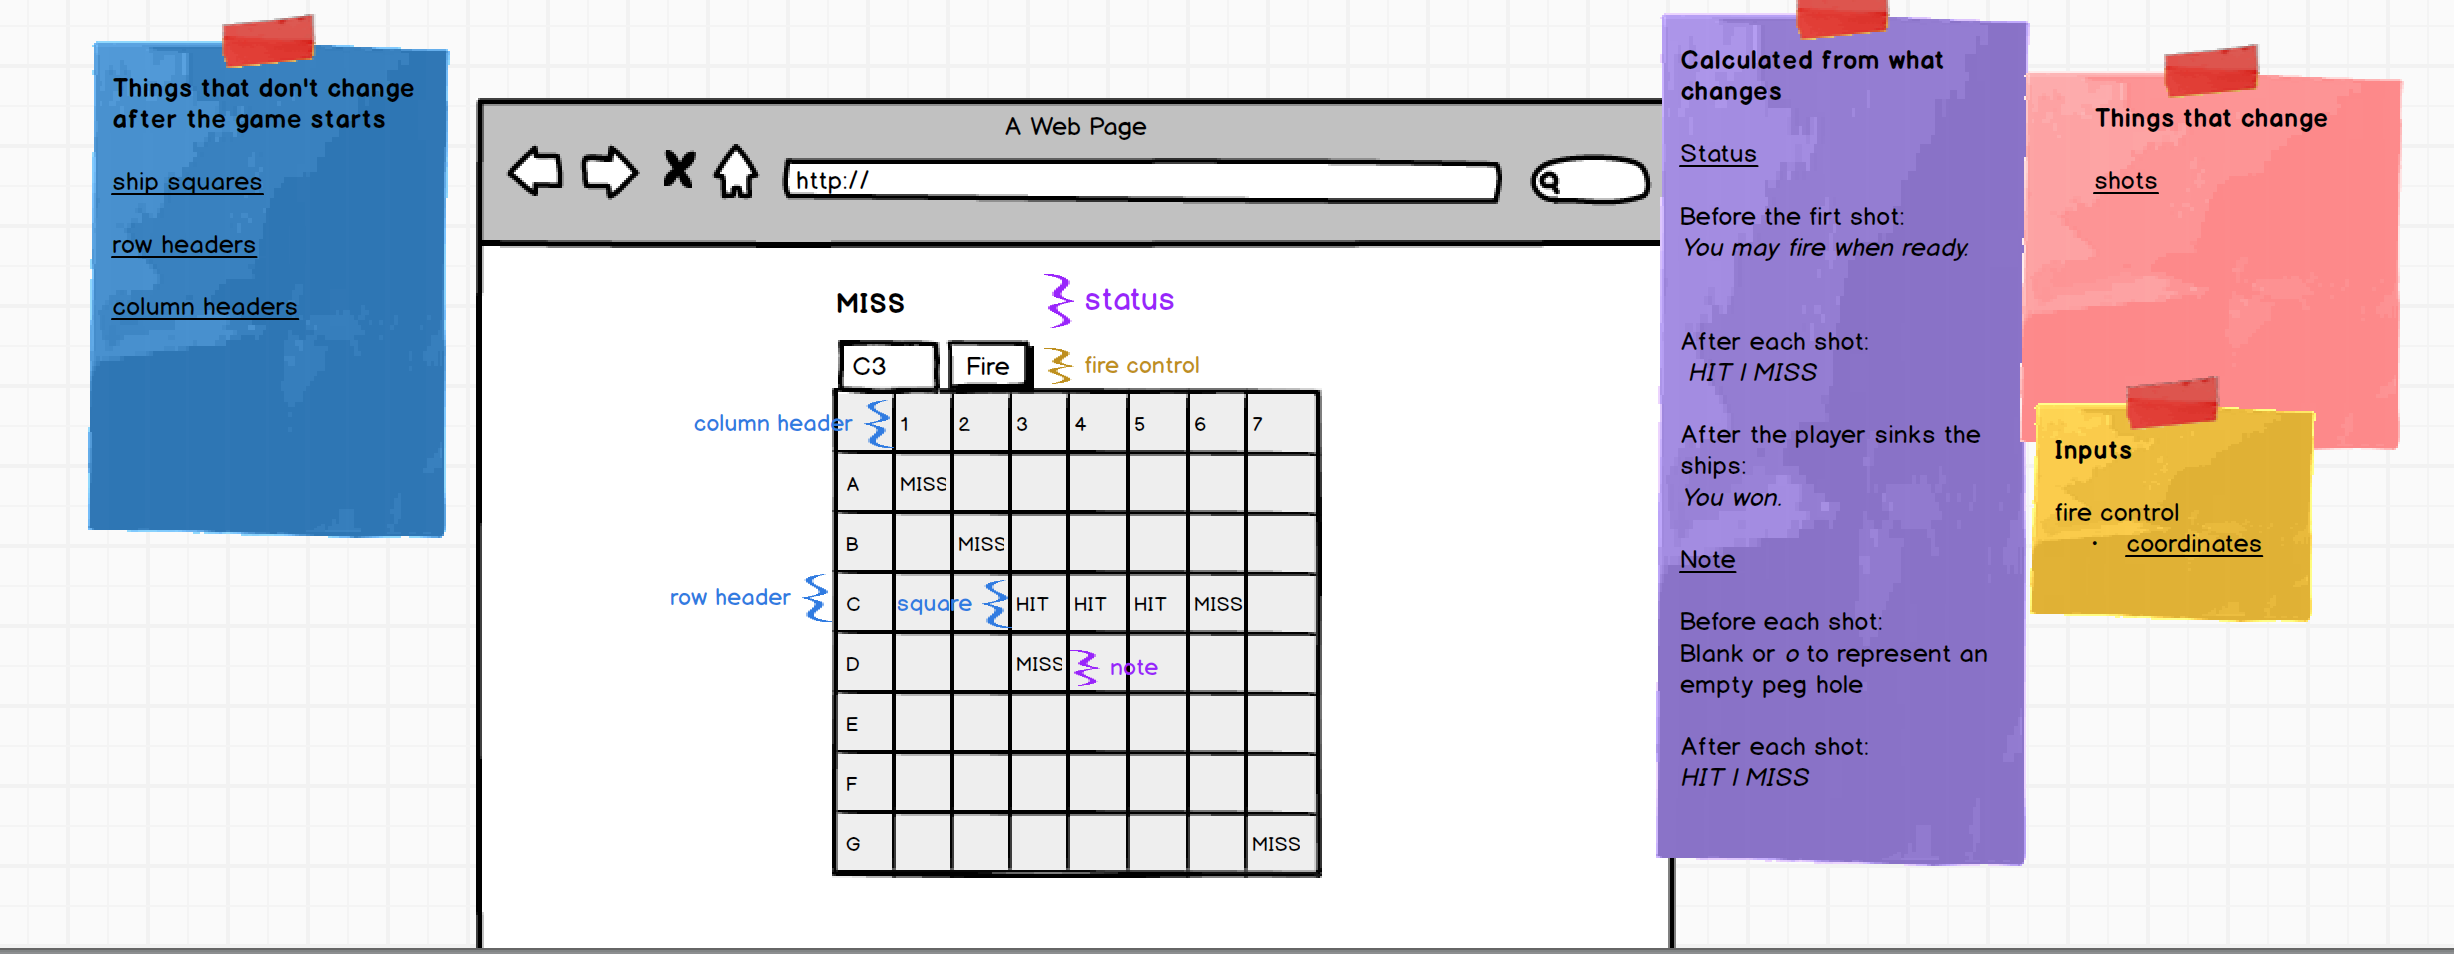 Things that don't change
after the game starts
ship squares
row headers
column headers
A Web Page
http://
MISS
status
C3
Fire
fire control
column header
1 2 3 4 5 6 7
A MISS
B MISS
row header
C square HIT HIT HIT MISS
D MISS note
E
F
G MISS
Calculated from what
changes
Status
Before the firt shot:
You may fire when ready.
After each shot:
HIT | MISS
After the player sinks the
ships:
You won.
Note
Before each shot:
Blank or o to represent an
empty peg hole
After each shot:
HIT | MISS
Things that change
shots
Inputs
fire control
• coordinates